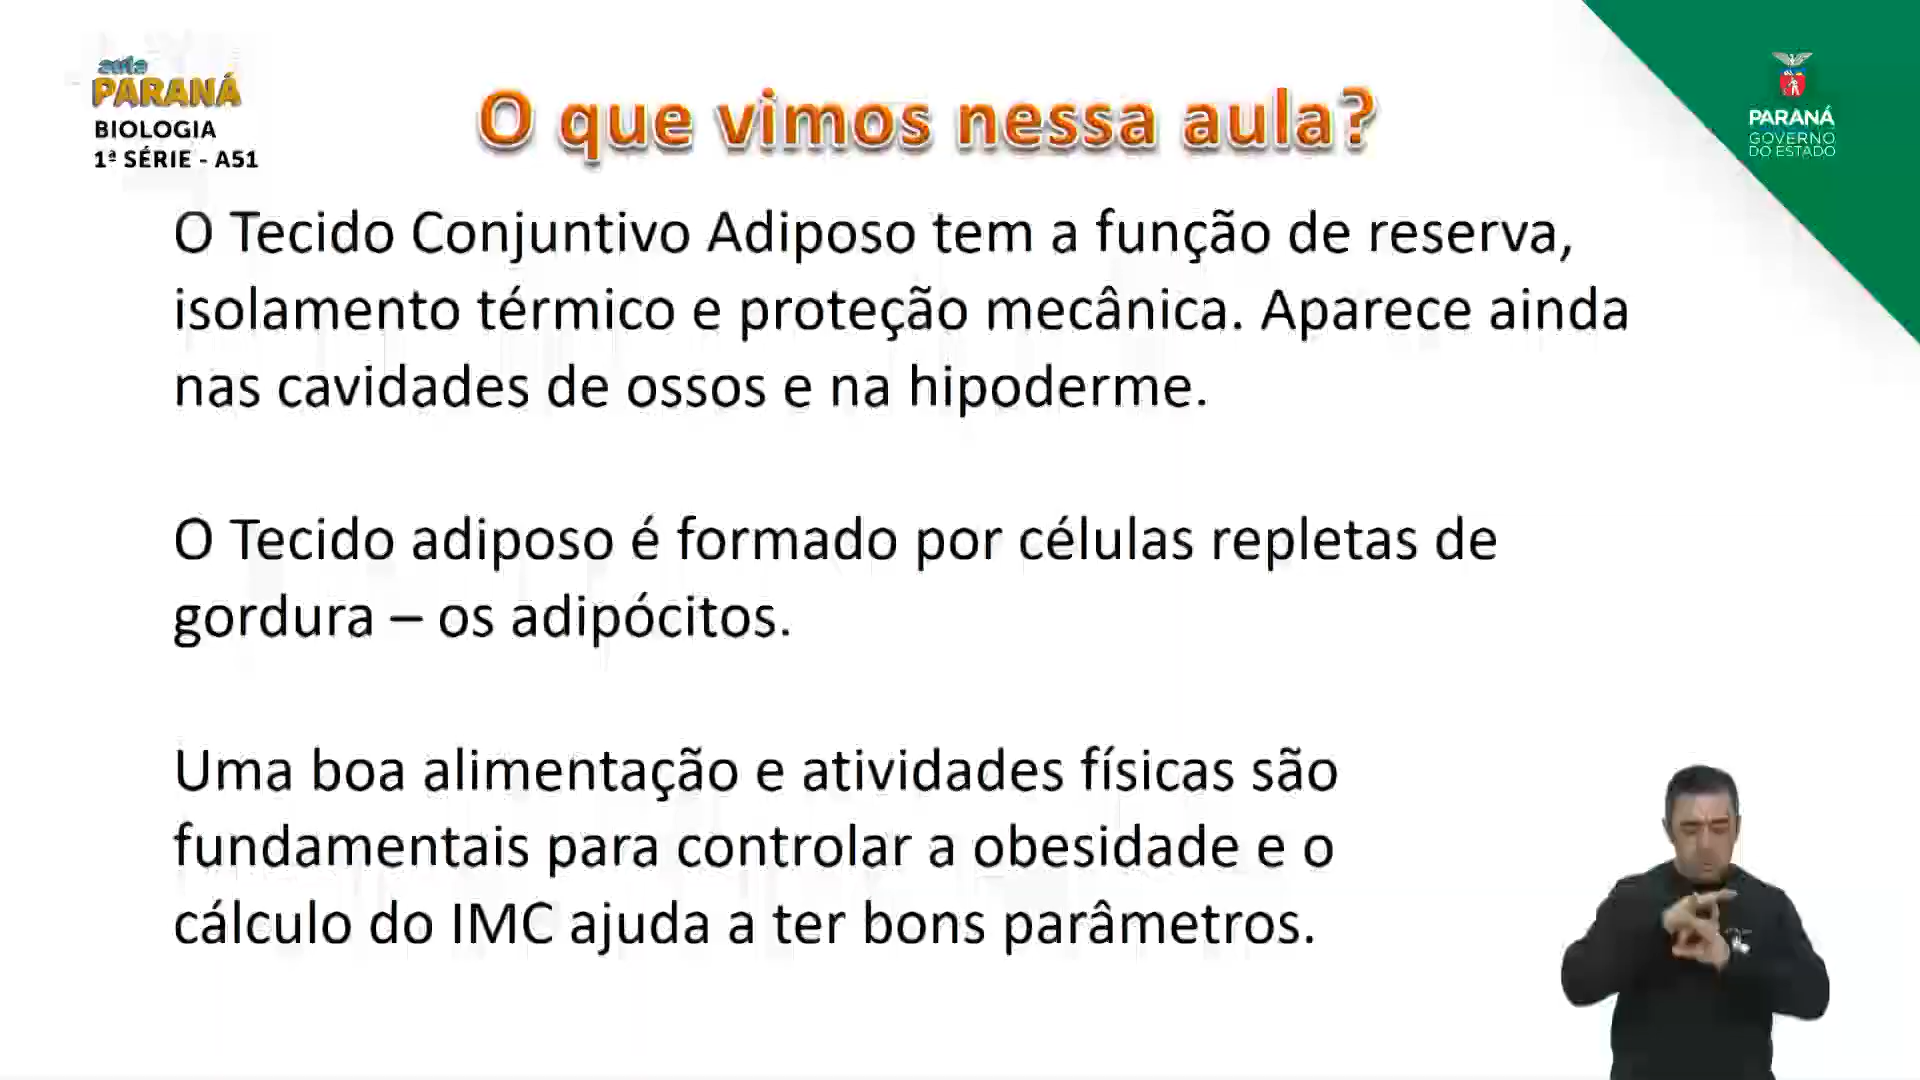 aula
PARANÁ
BIOLOGIA
1ª SÉRIE - A51
O que vimos nessa aula?
PARANÁ
GOVERNO
DO ESTADO
O Tecido Conjuntivo Adiposo tem a função de reserva,
isolamento térmico e proteção mecânica. Aparece ainda
nas cavidades de ossos e na hipoderme.
O Tecido adiposo é formado por células repletas de
gordura – os adipócitos.
Uma boa alimentação e atividades físicas são
fundamentais para controlar a obesidade e o
cálculo do IMC ajuda a ter bons parâmetros.